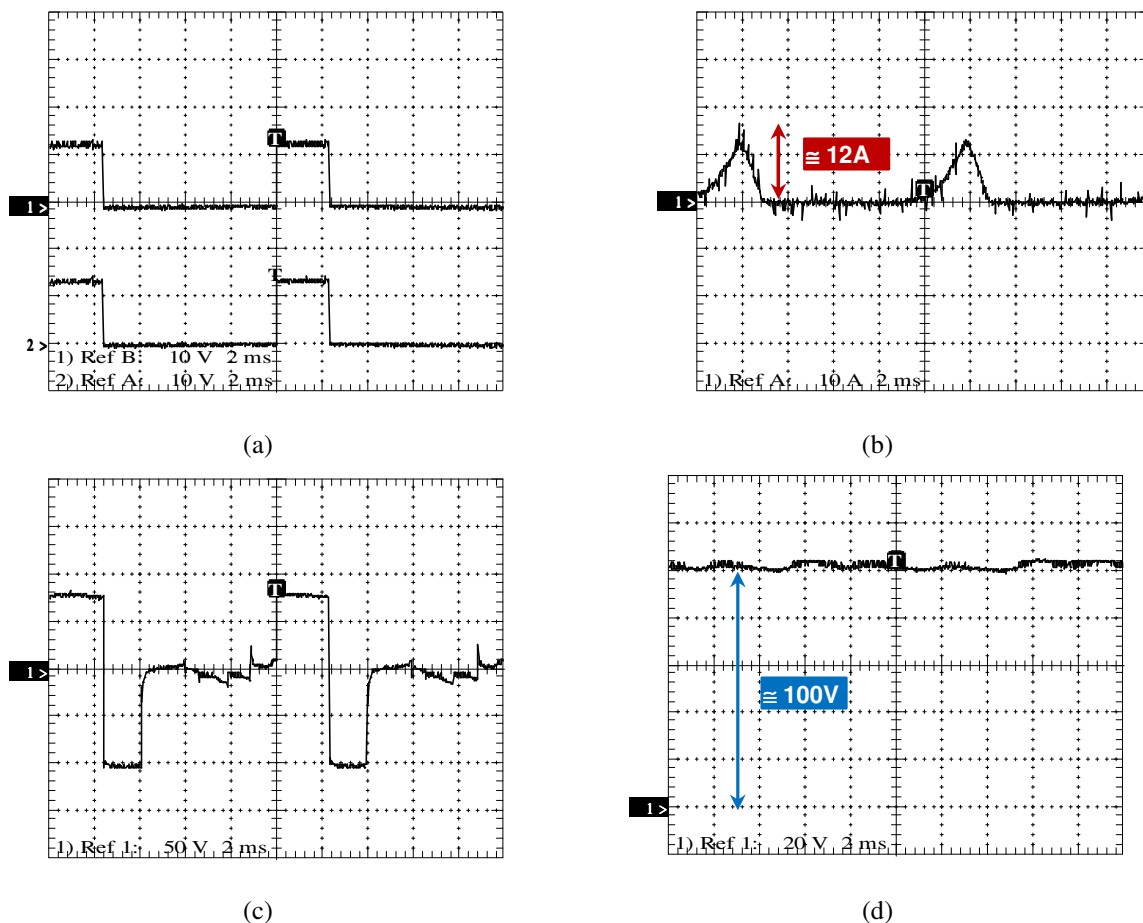 T
1 >
T
2 >
1) Ref B: 10 V 2 ms
2) Ref A: 10 V 2 ms
(a)
≅ 12A
T
1 >
1) Ref A: 10 A 2 ms
(b)
T
1 >
1) Ref 1: 50 V 2 ms
(c)
T
≅ 100V
1 >
1) Ref 1: 20 V 2 ms
(d)